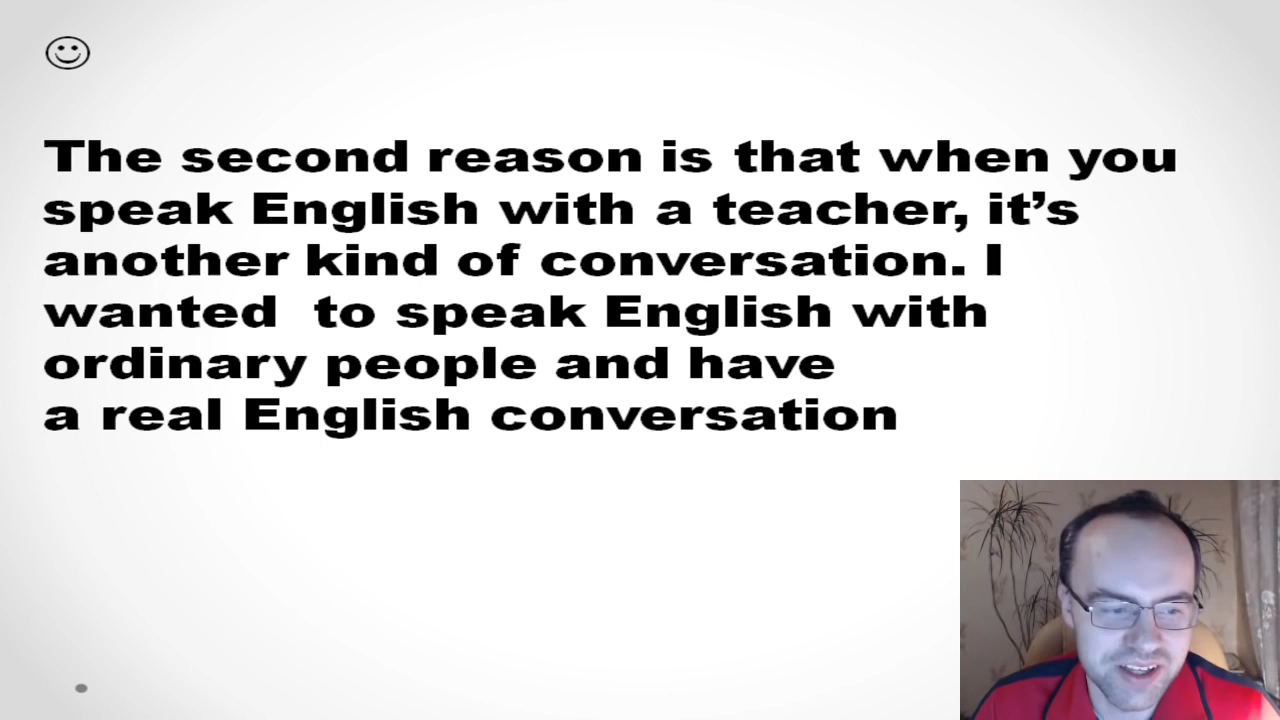 The second reason is that when you
speak English with a teacher, it’s
another kind of conversation. I
wanted  to speak English with
ordinary people and have
a real English conversation